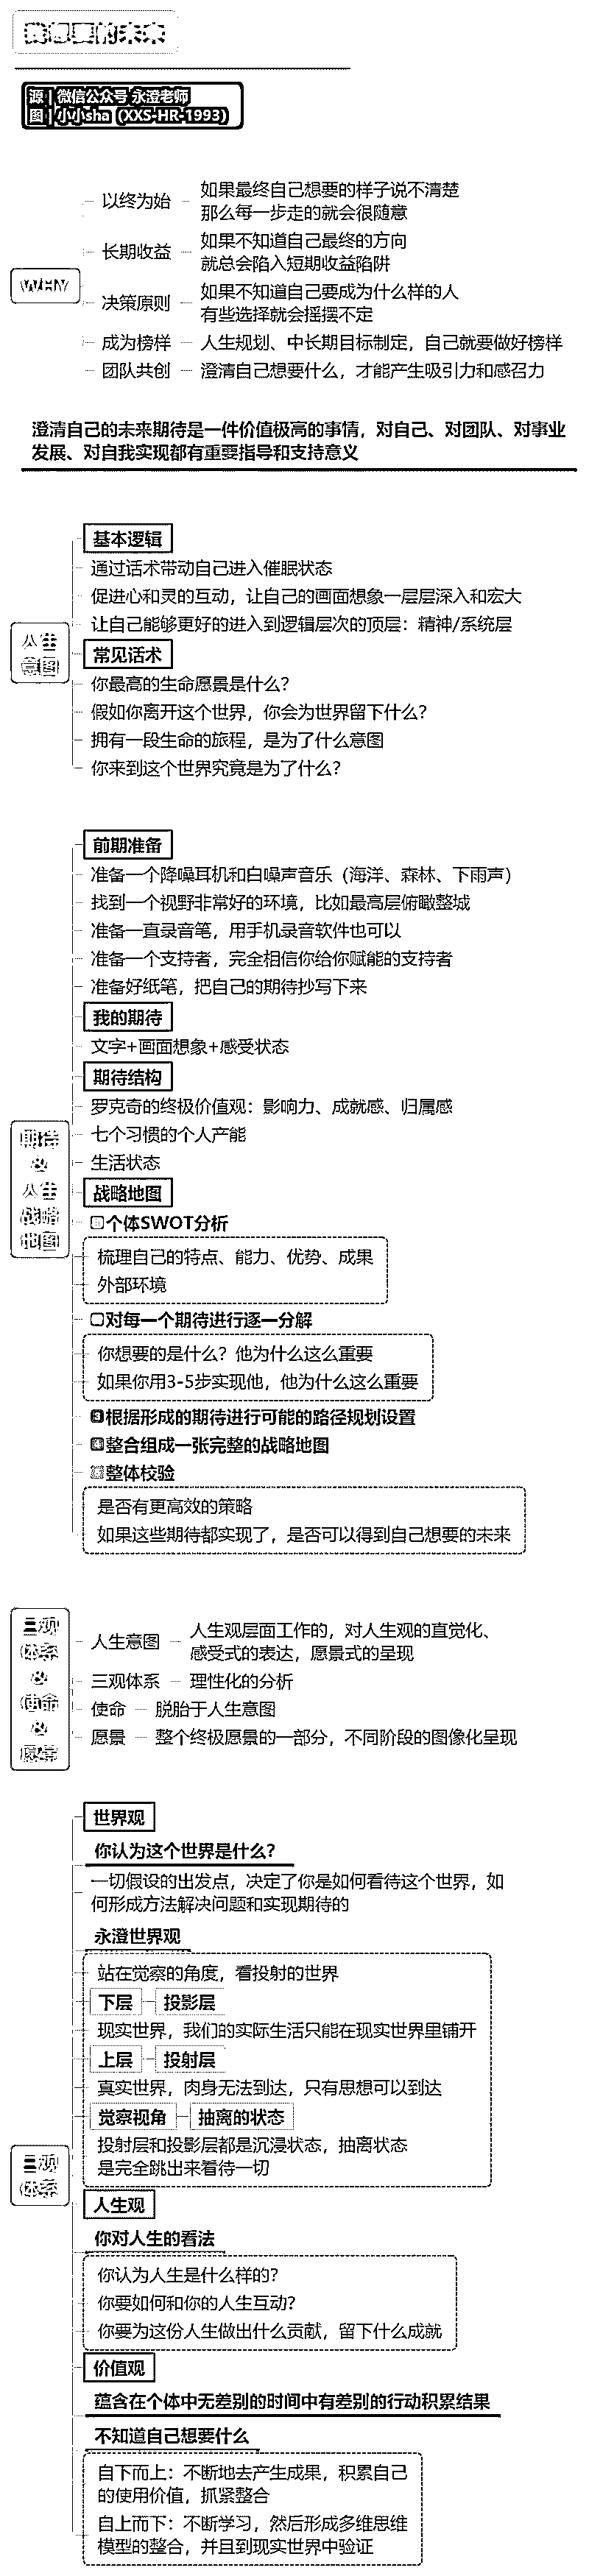 我想要的未来
源 | 微信公众号 永澄老师
图 | 小小sha (XXS-HR-1993)
WHY
以终为始
如果最终自己想要的样子说不清楚
那么每一步走的就会很随意
长期收益
如果不知道自己最终的方向
就总会陷入短期收益陷阱
决策原则
如果不知道自己要成为什么样的人
有些选择就会摇摆不定
成为榜样
人生规划、中长期目标制定，自己就要做好榜样
团队共创
澄清自己想要什么，才能产生吸引力和感召力
澄清自己的未来期待是一件价值极高的事情，对自己、对团队、对事业
发展、对自我实现都有重要指导和支持意义
人生
意图
基本逻辑
通过话术带动自己进入催眠状态
促进心和灵的互动，让自己的画面想象一层层深入和宏大
让自己能够更好的进入到逻辑层次的顶层：精神/系统层
常见话术
你最高的生命愿景是什么？
假如你离开这个世界，你会为世界留下什么？
拥有一段生命的旅程，是为了什么意图
你来到这个世界究竟是为了什么？
期待
&
人生
战略
地图
前期准备
准备一个降噪耳机和白噪声音乐（海洋、森林、下雨声）
找到一个视野非常好的环境，比如最高层俯瞰整城
准备一直录音笔，用手机录音软件也可以
准备一个支持者，完全相信你给你赋能的支持者
准备好纸笔，把自己的期待抄写下来
我的期待
文字+画面想象+感受状态
期待结构
罗克奇的终极价值观：影响力、成就感、归属感
七个习惯的个人产能
生活状态
战略地图
个体SWOT分析
梳理自己的特点、能力、优势、成果
外部环境
对每一个期待进行逐一分解
你想要的是什么？他为什么这么重要
如果你用3-5步实现他，他为什么这么重要
3根据形成的期待进行可能的路径规划设置
4整合组成一张完整的战略地图
整体校验
是否有更高效的策略
如果这些期待都实现了，是否可以得到自己想要的未来
三观
体系
&
使命
&
愿景
人生意图
人生观层面工作的，对人生观的直觉化、
感受式的表达，愿景式的呈现
三观体系
理性化的分析
使命
脱胎于人生意图
愿景
整个终极愿景的一部分，不同阶段的图像化呈现
三观
体系
世界观
你认为这个世界是什么？
一切假设的出发点，决定了你是如何看待这个世界，如
何形成方法解决问题和实现期待的
永澄世界观
站在觉察的角度，看投射的世界
下层
投影层
现实世界，我们的实际生活只能在现实世界里铺开
上层
投射层
真实世界，肉身无法到达，只有思想可以到达
觉察视角
抽离的状态
投射层和投影层都是沉浸状态，抽离状态
是完全跳出来看待一切
人生观
你对人生的看法
你认为人生是什么样的？
你要如何和你的人生互动？
你要为这份人生做出什么贡献，留下什么成就
价值观
蕴含在个体中无差别的时间中有差别的行动积累结果
不知道自己想要什么
自下而上：不断地去产生成果，积累自己
的使用价值，抓紧整合
自上而下：不断学习，然后形成多维思维
模型的整合，并且到现实世界中验证